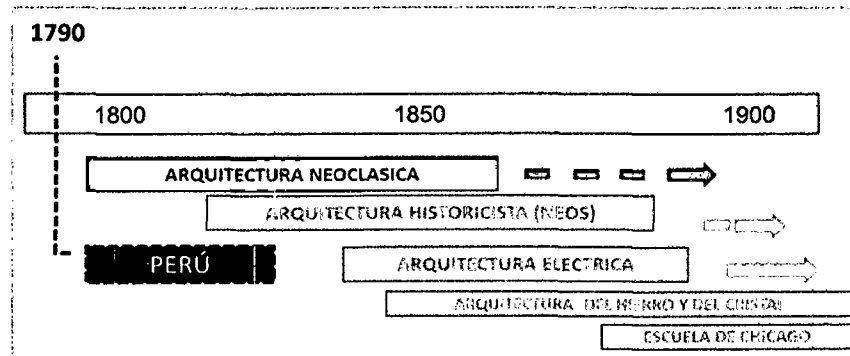 1790
1800 1850 1900
ARQUITECTURA NEOCLASICA
ARQUITECTURA HISTORICISTA (NEOS)
PERÚ ARQUITECTURA ELECTRICA
ARQUITECTURA DEL HIERRO Y DEL CRISTAL
ESCUELA DE CHICAGO